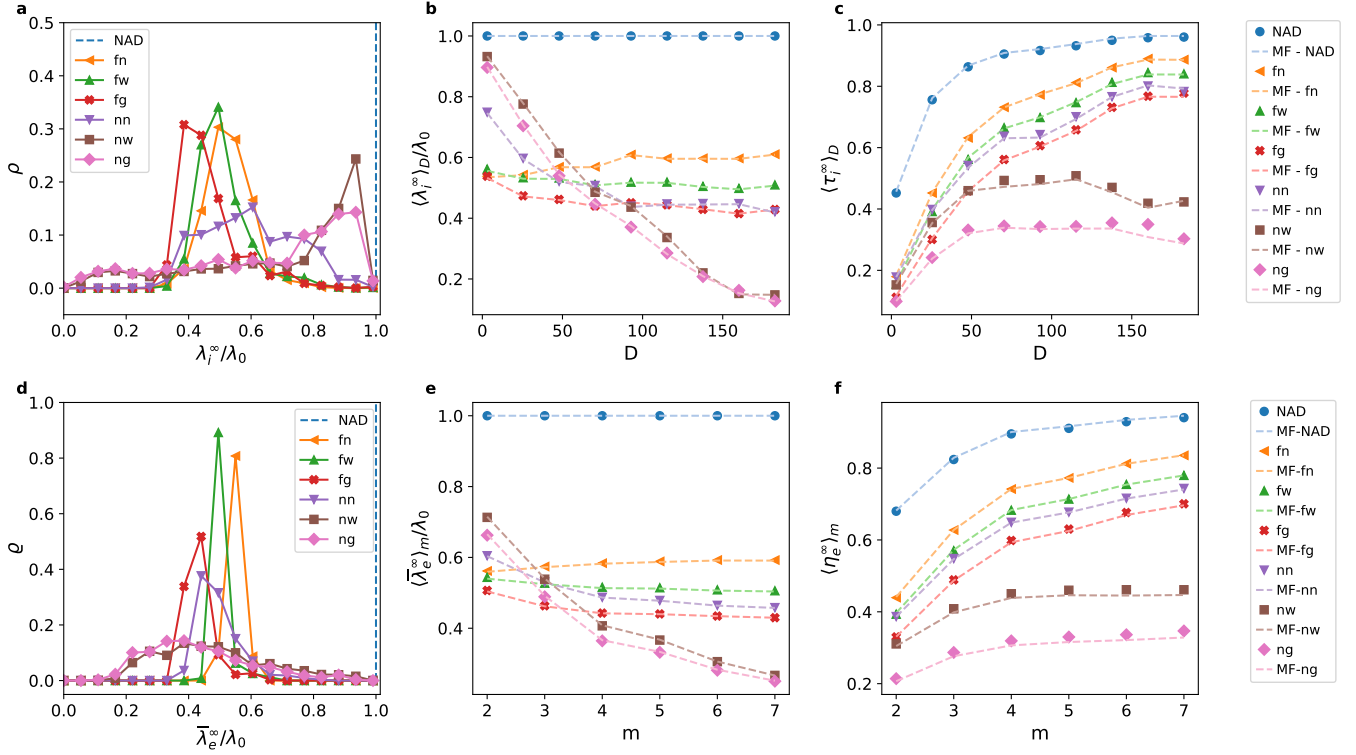 a
0.5
0.4
0.3
0.2
0.1
0.0
ρ
NAD
fn
fw
fg
nn
nw
ng
0.0 0.2 0.4 0.6 0.8 1.0
λ_i^∞/λ_0
b
1.0
0.8
0.6
0.4
0.2
⟨λ_i^∞⟩_D/λ_0
0 50 100 150
D
c
1.0
0.8
0.6
0.4
0.2
⟨τ_i^∞⟩_D
0 50 100 150
D
NAD
MF - NAD
fn
MF - fn
fw
MF - fw
fg
MF - fg
nn
MF - nn
nw
MF - nw
ng
MF - ng
d
1.0
0.8
0.6
0.4
0.2
0.0
ϱ
NAD
fn
fw
fg
nn
nw
ng
0.0 0.2 0.4 0.6 0.8 1.0
λ̅_e^∞/λ_0
e
1.0
0.8
0.6
0.4
⟨λ̅_e^∞⟩_m/λ_0
2 3 4 5 6 7
m
f
0.8
0.6
0.4
0.2
⟨η_e^∞⟩_m
2 3 4 5 6 7
m
NAD
MF-NAD
fn
MF-fn
fw
MF-fw
fg
MF-fg
nn
MF-nn
nw
MF-nw
ng
MF-ng